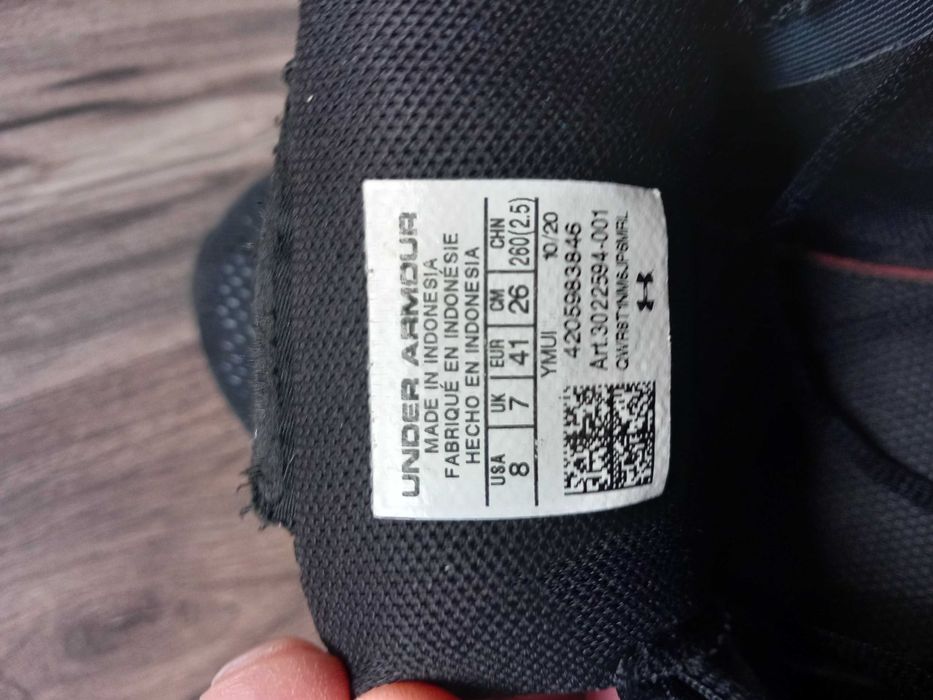 UNDER ARMOUR
MADE IN INDONESIA
FABRIQUÉ EN INDONÉSIE
HECHO EN INDONESIA
USA UK EUR CM CHN
8 7 41 26 260(2.5)
YMUI 10/20
4205983846
Art.3022594-001